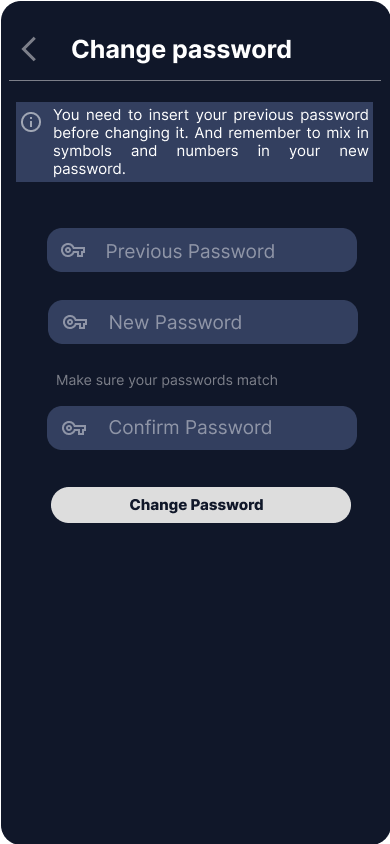 Change password
You need to insert your previous password
before changing it. And remember to mix in
symbols and numbers in your new
password.
Previous Password
New Password
Make sure your passwords match
Confirm Password
Change Password